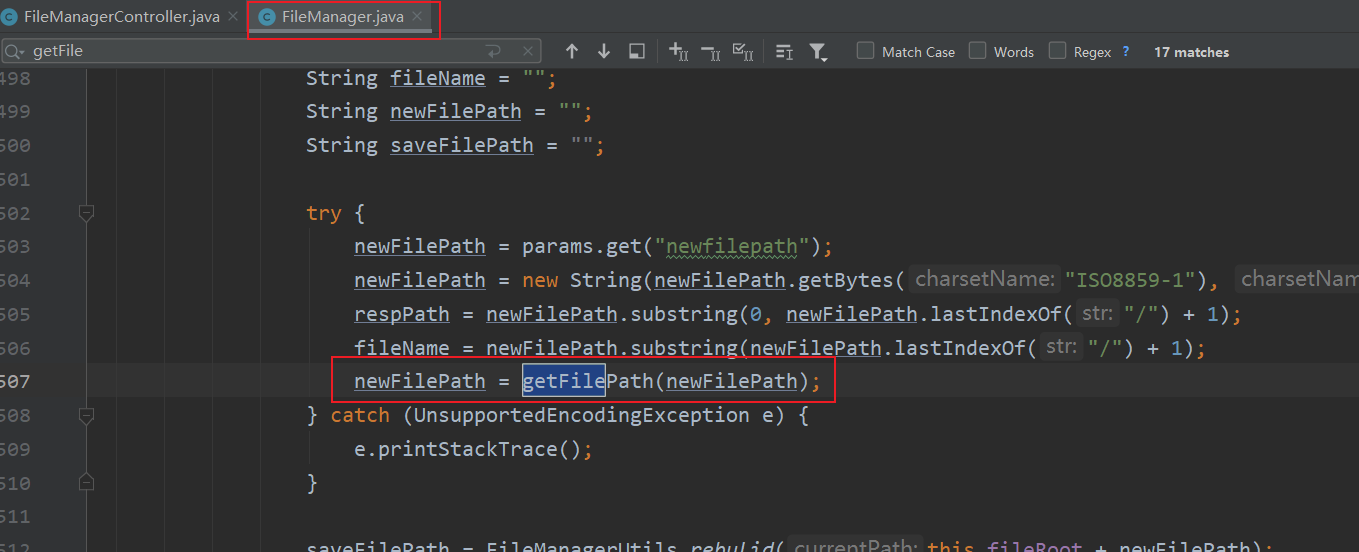 FileManagerController.java FileManager.java
getFile Match Case Words Regex ? 17 matches
498 String fileName = "";
499 String newFilePath = "";
500 String saveFilePath = "";
501
502 try {
503 newFilePath = params.get("newfilepath");
504 newFilePath = new String(newFilePath.getBytes( charsetName: "ISO8859-1"), charsetNam
505 respPath = newFilePath.substring(0, newFilePath.lastIndexOf( str: "/") + 1);
506 fileName = newFilePath.substring(newFilePath.lastIndexOf( str: "/") + 1);
507 newFilePath = getFilePath(newFilePath);
508 } catch (UnsupportedEncodingException e) {
509 e.printStackTrace();
510 }
511
512 saveFilePath = FileManagerUtils.rebulid( currentPath: this.fileRoot + newFilePath);